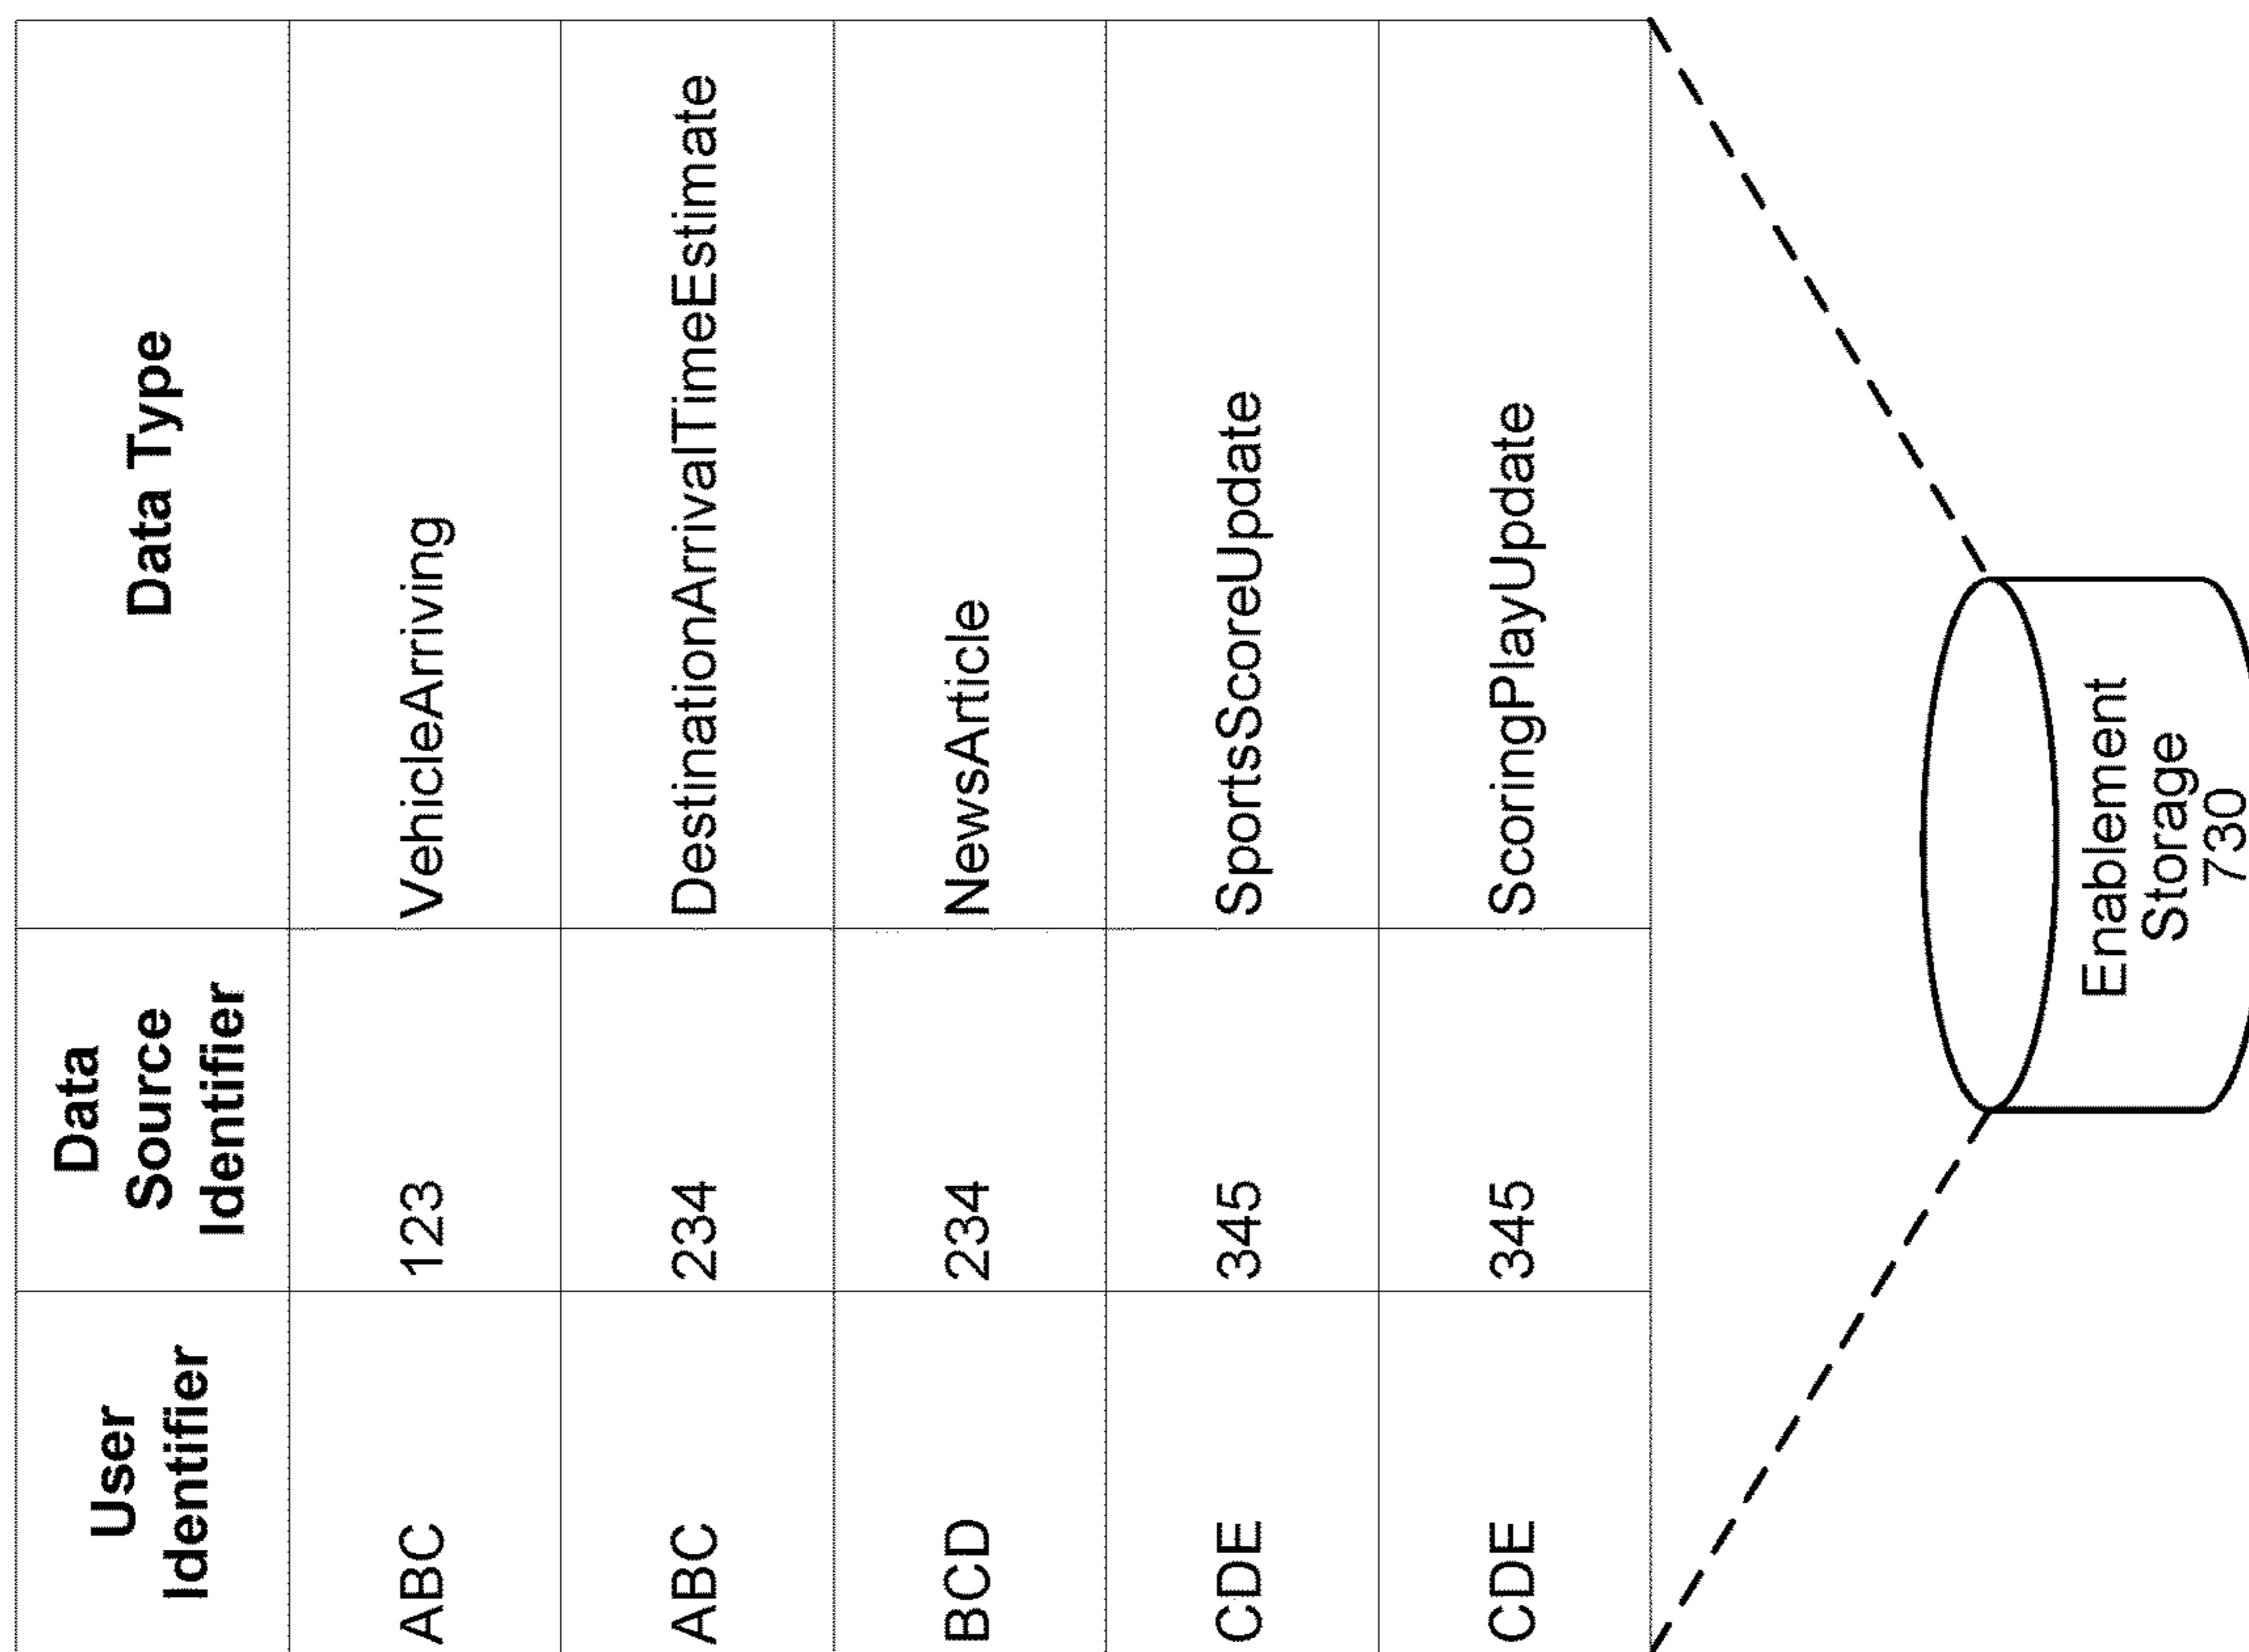 User
Identifier
Data
Source
Identifier
Data Type
ABC
123
VehicleArriving
ABC
234
DestinationArrivalTimeEstimate
BCD
234
NewsArticle
CDE
345
SportsScoreUpdate
CDE
345
ScoringPlayUpdate
Enablement
Storage
730